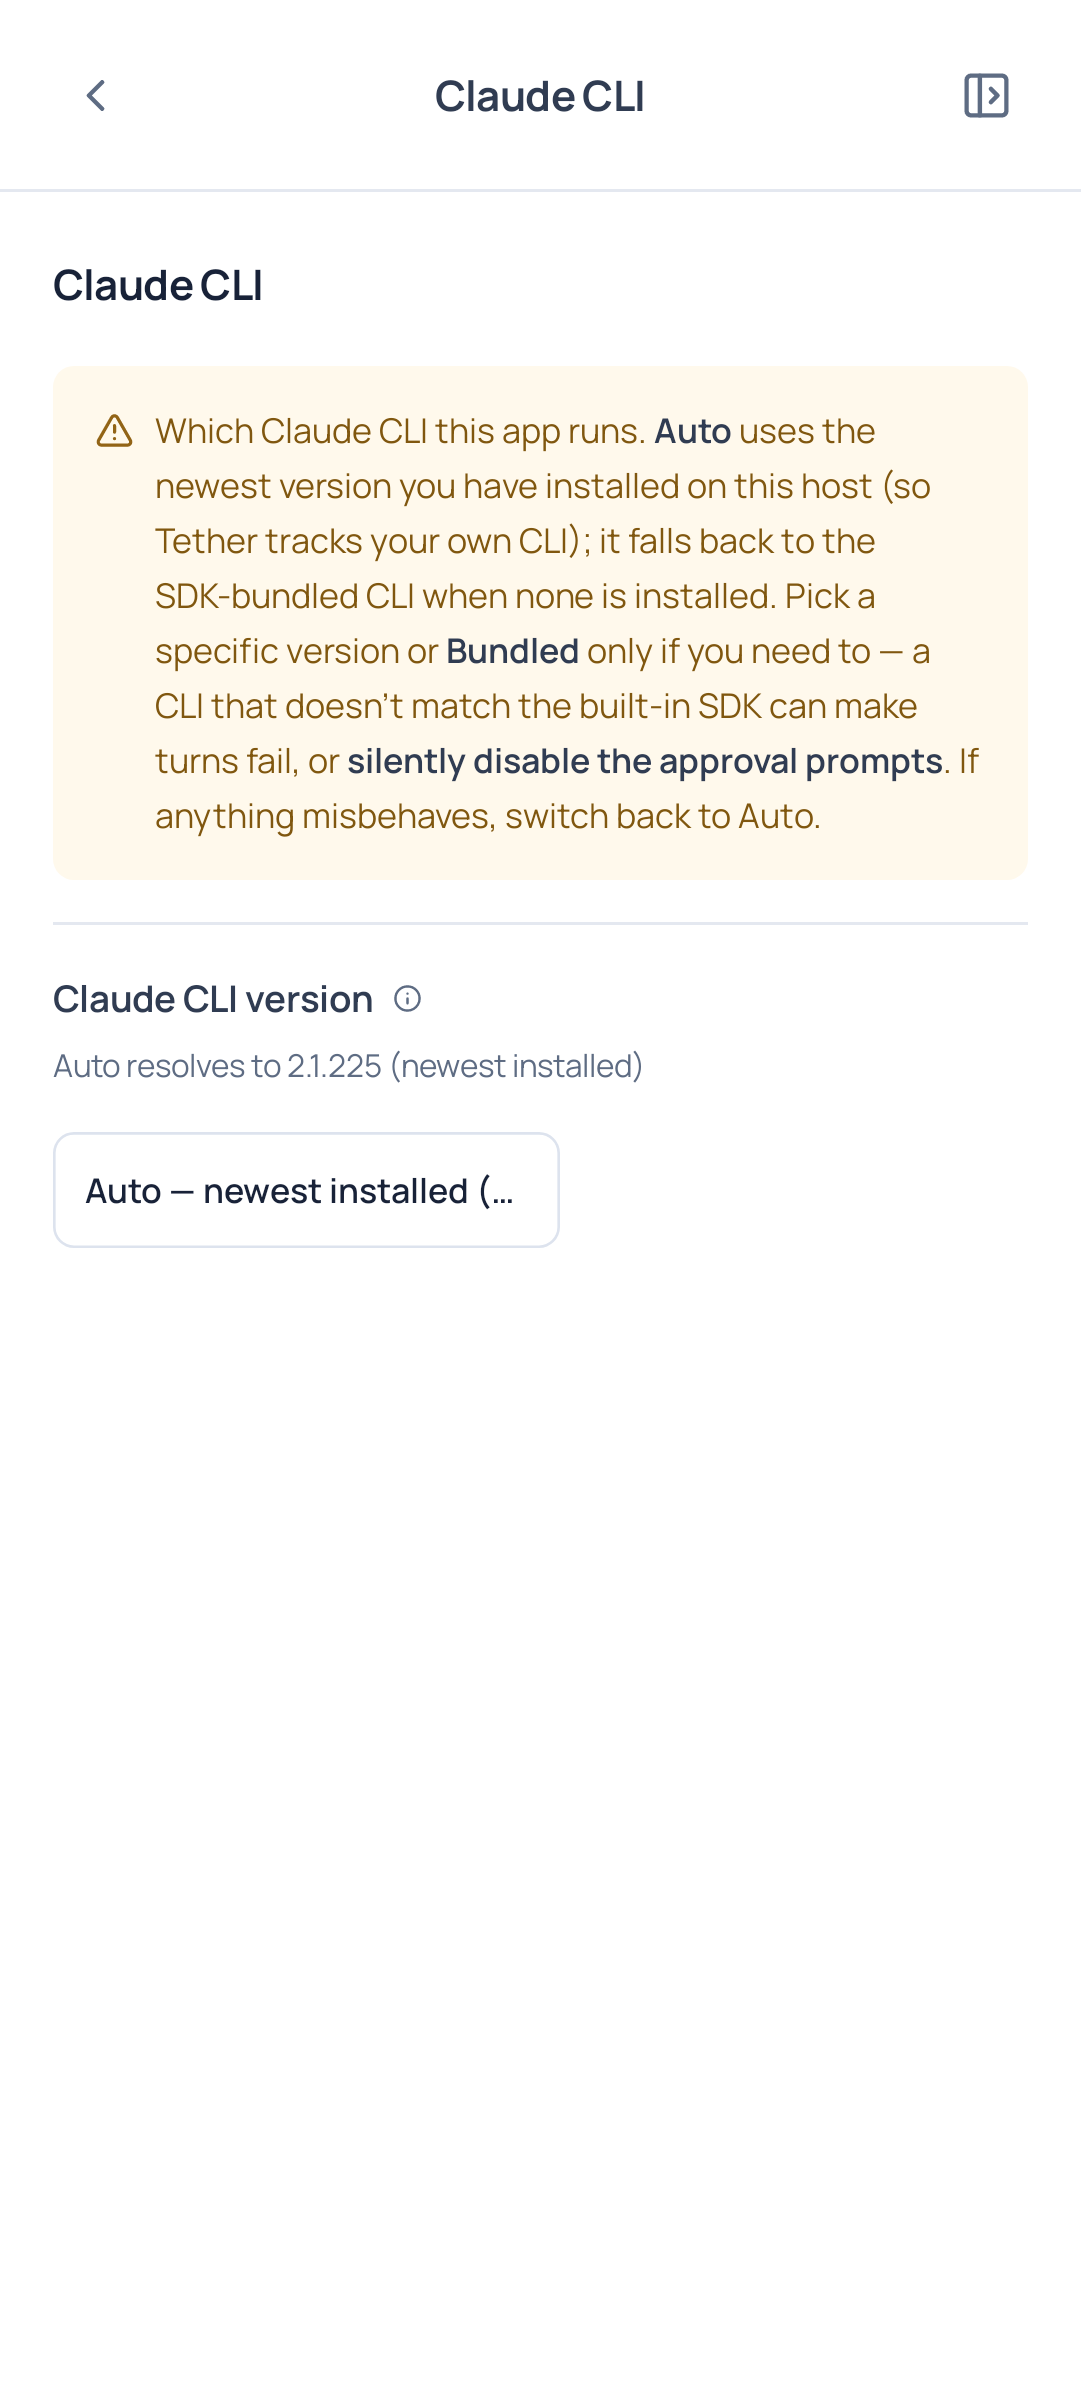 Claude CLI
Claude CLI
Which Claude CLI this app runs. Auto uses the
newest version you have installed on this host (so
Tether tracks your own CLI); it falls back to the
SDK-bundled CLI when none is installed. Pick a
specific version or Bundled only if you need to — a
CLI that doesn’t match the built-in SDK can make
turns fail, or silently disable the approval prompts. If
anything misbehaves, switch back to Auto.
Claude CLI version
Auto resolves to 2.1.225 (newest installed)
Auto — newest installed (…